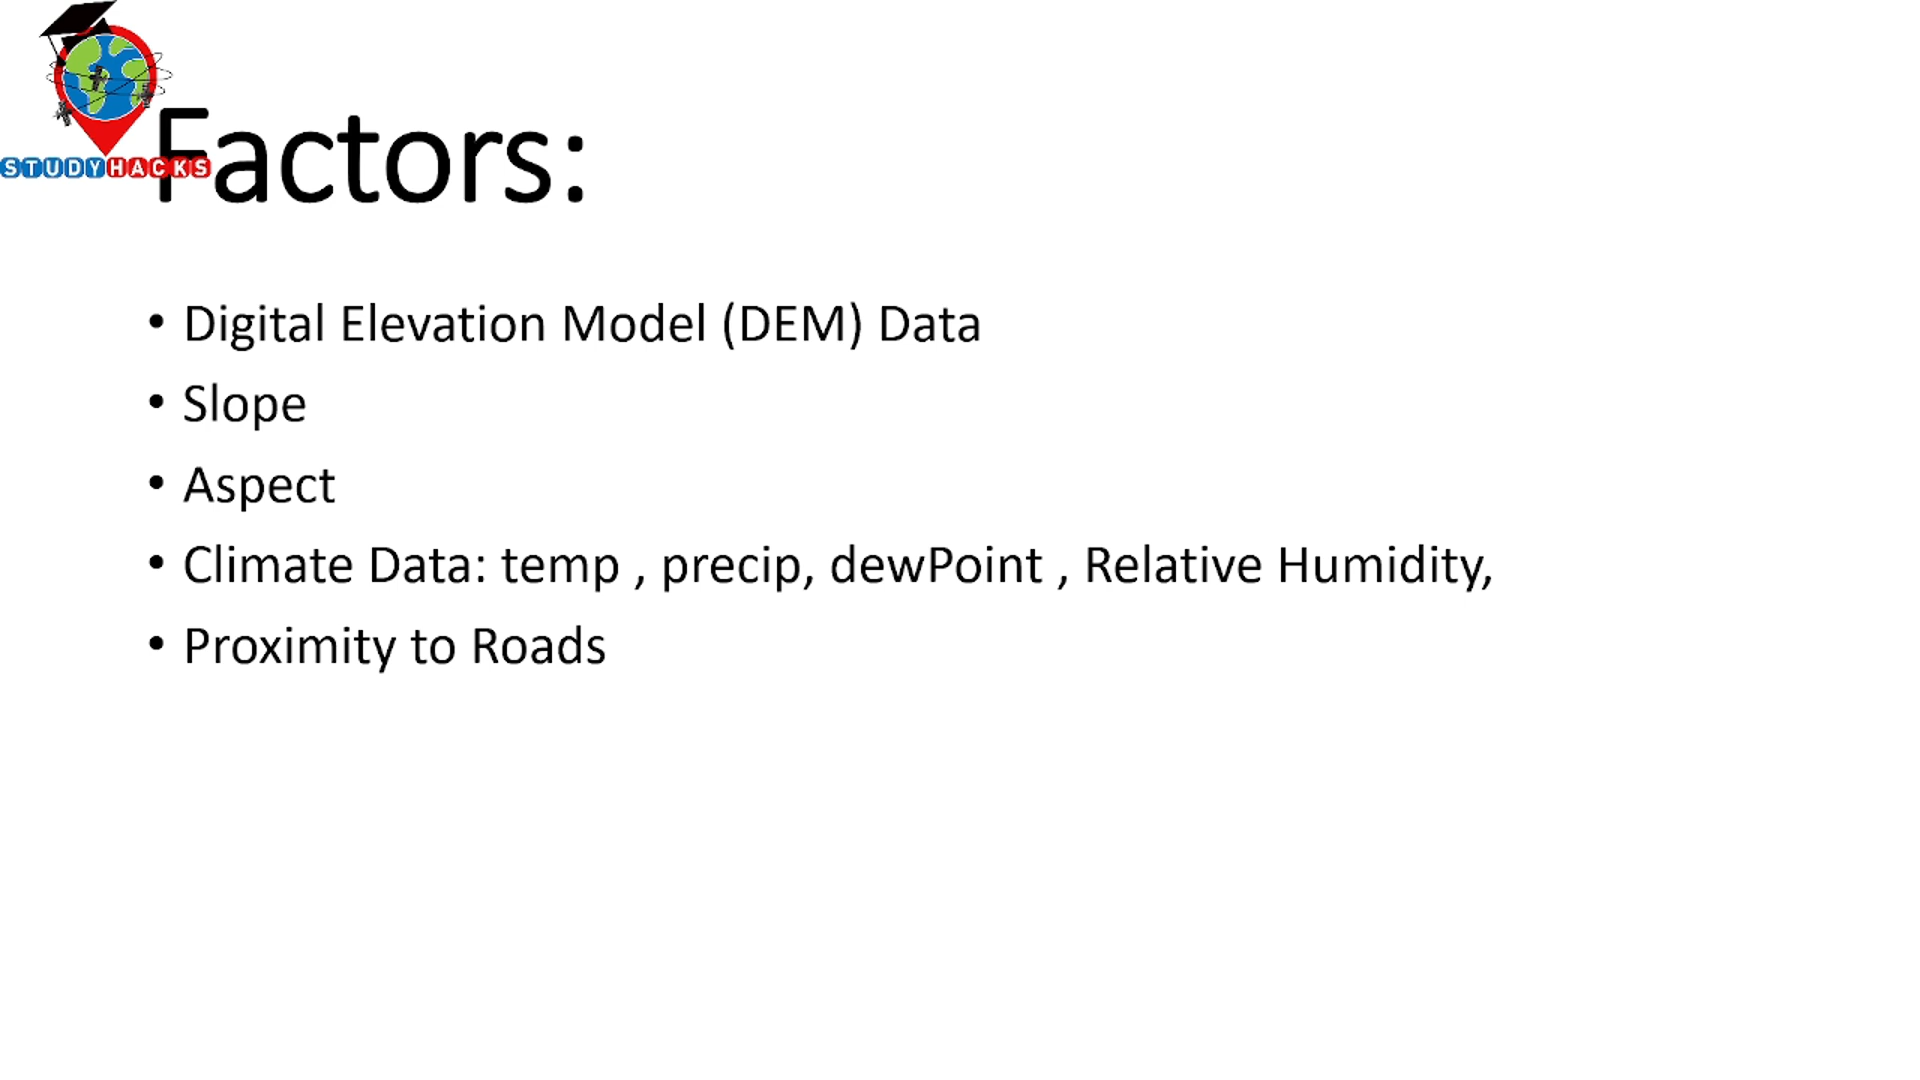 STUDYHACKS
Factors:
• Digital Elevation Model (DEM) Data
• Slope
• Aspect
• Climate Data: temp , precip, dewPoint , Relative Humidity,
• Proximity to Roads